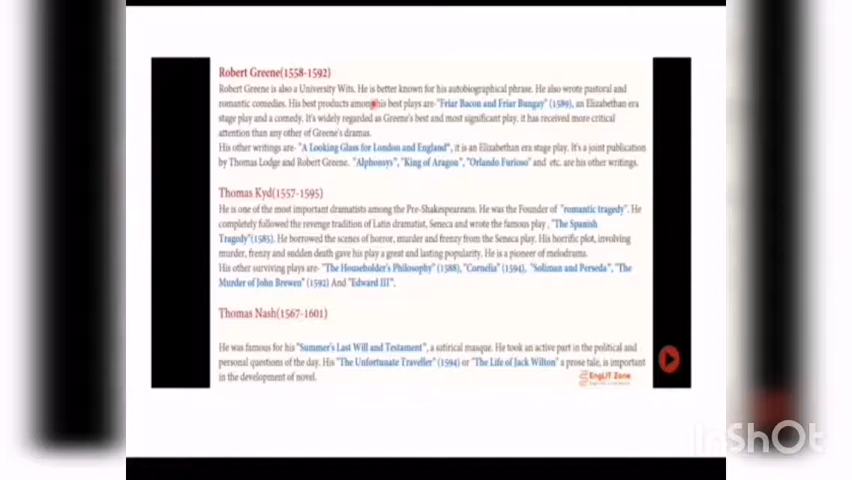 Robert Greene(1558-1592)
Robert Greene is also a University Wits. He is better known for his autobiographical phrase. He also wrote pastoral and
romantic comedies. His best products among his best plays are- "Friar Bacon and Friar Bungay" (1589), an Elizabethan era
stage play and a comedy. It's widely regarded as Greene's best and most significant play. it has received more critical
attention than any other of Greene's dramas.
His other writings are- "A Looking Glass for London and England", it is an Elizabethan era stage play. It's a joint publication
by Thomas Lodge and Robert Greene. "Alphonsys", "King of Aragon", "Orlando Furioso" and etc. are his other writings.
Thomas Kyd(1557-1595)
He is one of the most important dramatists among the Pre-Shakespeareans. He was the Founder of "romantic tragedy". He
completely followed the revenge tradition of Latin dramatist, Seneca and wrote the famous play , "The Spanish
Tragedy"(1585). He borrowed the scenes of horror, murder and frenzy from the Seneca play. His horrific plot, involving
murder, frenzy and sudden death gave his play a great and lasting popularity. He is a pioneer of melodrama.
His other surviving plays are- "The Householder's Philosophy" (1588), "Cornelia" (1594), "Soliman and Perseda", "The
Murder of John Brewen" (1592) And "Edward III".
Thomas Nash(1567-1601)
He was famous for his "Summer's Last Will and Testament", a satirical masque. He took an active part in the political and
personal questions of the day. His "The Unfortunate Traveller" (1594) or "The Life of Jack Wilton" a prose tale, is important
in the development of novel.
EngLIT Zone
InShOt